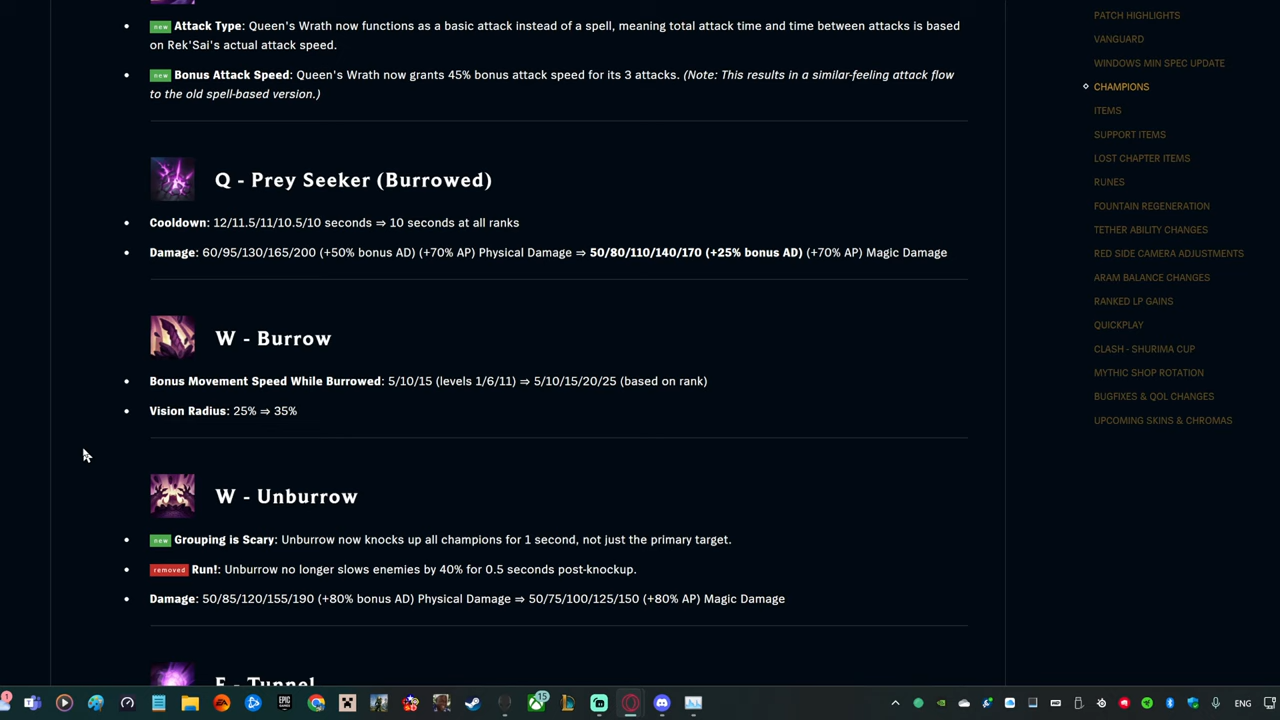 new Attack Type: Queen's Wrath now functions as a basic attack instead of a spell, meaning total attack time and time between attacks is based
on Rek'Sai's actual attack speed.
new Bonus Attack Speed: Queen's Wrath now grants 45% bonus attack speed for its 3 attacks. (Note: This results in a similar-feeling attack flow
to the old spell-based version.)
Q - Prey Seeker (Burrowed)
Cooldown: 12/11.5/11/10.5/10 seconds ⇒ 10 seconds at all ranks
Damage: 60/95/130/165/200 (+50% bonus AD) (+70% AP) Physical Damage ⇒ 50/80/110/140/170 (+25% bonus AD) (+70% AP) Magic Damage
W - Burrow
Bonus Movement Speed While Burrowed: 5/10/15 (levels 1/6/11) ⇒ 5/10/15/20/25 (based on rank)
Vision Radius: 25% ⇒ 35%
W - Unburrow
new Grouping is Scary: Unburrow now knocks up all champions for 1 second, not just the primary target.
removed Run!: Unburrow no longer slows enemies by 40% for 0.5 seconds post-knockup.
Damage: 50/85/120/155/190 (+80% bonus AD) Physical Damage ⇒ 50/75/100/125/150 (+80% AP) Magic Damage
E - Tunnel
PATCH HIGHLIGHTS
VANGUARD
WINDOWS MIN SPEC UPDATE
CHAMPIONS
ITEMS
SUPPORT ITEMS
LOST CHAPTER ITEMS
RUNES
FOUNTAIN REGENERATION
TETHER ABILITY CHANGES
RED SIDE CAMERA ADJUSTMENTS
ARAM BALANCE CHANGES
RANKED LP GAINS
QUICKPLAY
CLASH - SHURIMA CUP
MYTHIC SHOP ROTATION
BUGFIXES & QOL CHANGES
UPCOMING SKINS & CHROMAS
1
EA
EPIC
GAMES
15
ENG